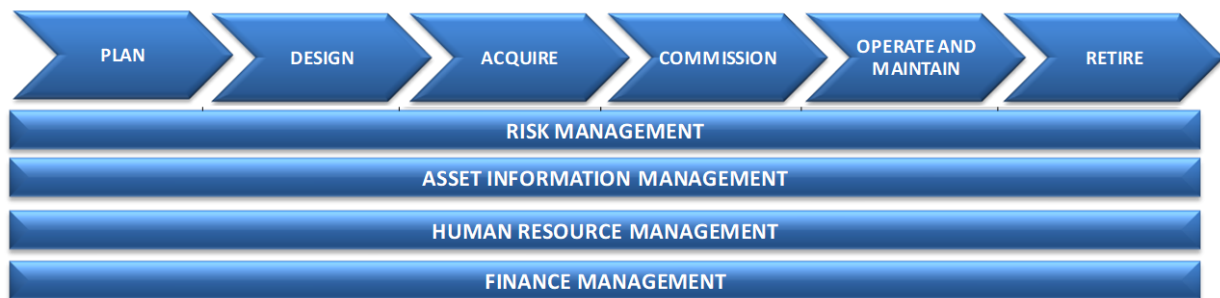 PLAN
DESIGN
ACQUIRE
COMMISSION
OPERATE AND
MAINTAIN
RETIRE
RISK MANAGEMENT
ASSET INFORMATION MANAGEMENT
HUMAN RESOURCE MANAGEMENT
FINANCE MANAGEMENT